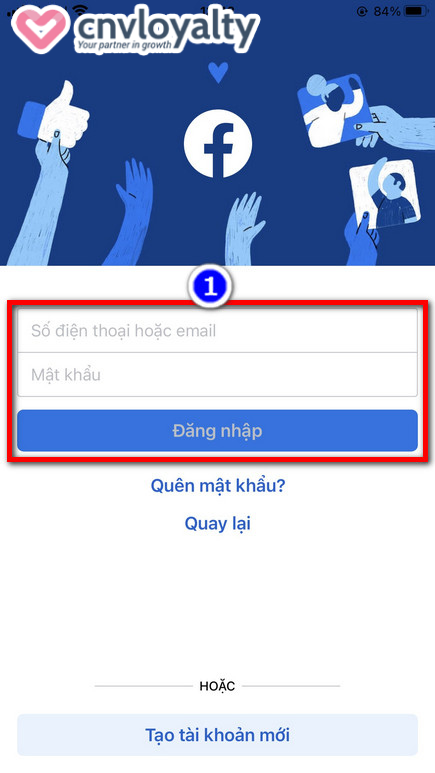 cnvloyalty
Your partner in growth
84%
1
Số điện thoại hoặc email
Mật khẩu
Đăng nhập
Quên mật khẩu?
Quay lại
HOẶC
Tạo tài khoản mới